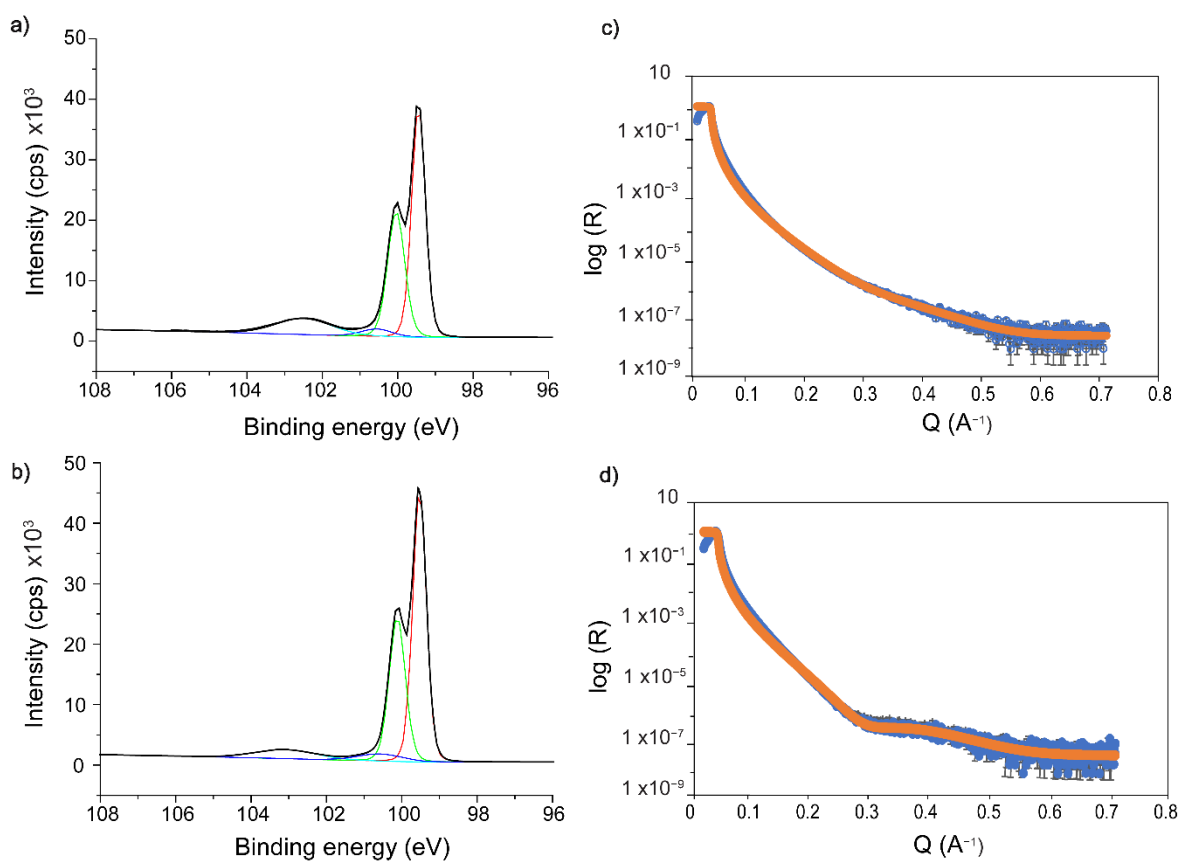 a)
50
40
30
20
10
0
Intensity (cps) x10³
108 106 104 102 100 98 96
Binding energy (eV)
b)
50
40
30
20
10
0
Intensity (cps) x10³
108 106 104 102 100 98 96
Binding energy (eV)
c)
10
1 x10⁻¹
1 x10⁻³
1 x10⁻⁵
1 x10⁻⁷
1 x10⁻⁹
log (R)
0 0.1 0.2 0.3 0.4 0.5 0.6 0.7 0.8
Q (A⁻¹)
d)
10
1 x10⁻¹
1 x10⁻³
1 x10⁻⁵
1 x10⁻⁷
1 x10⁻⁹
log (R)
0 0.1 0.2 0.3 0.4 0.5 0.6 0.7 0.8
Q (A⁻¹)